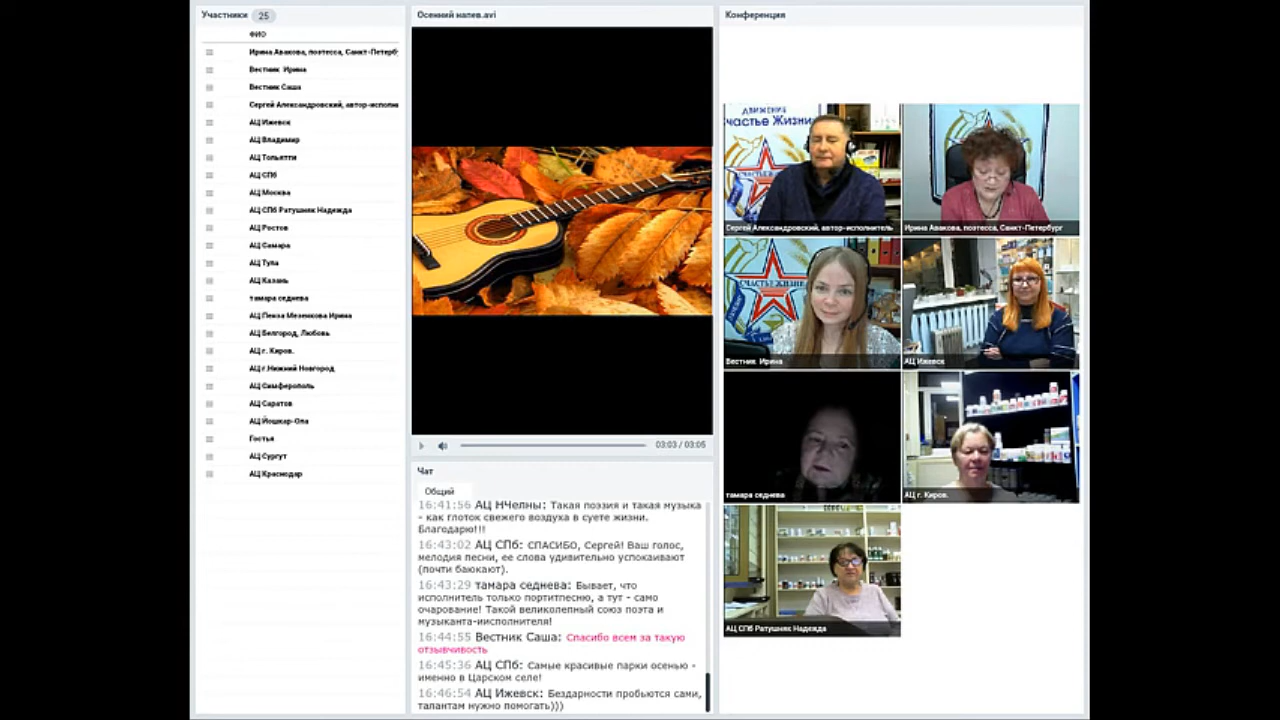 Участники 25
ФИО
Ирина Авакова, поэтесса, Санкт-Петерб
Вестник Ирина
Вестник Саша
Сергей Александровский, автор-исполн
АЦ Ижевск
АЦ Владимир
АЦ Тольятти
АЦ СПб
АЦ Москва
АЦ СПб Ратушняк Надежда
АЦ Ростов
АЦ Самара
АЦ Тула
АЦ Казань
тамара седнева
АЦ Пенза Мезенкова Ирина
АЦ Белгород, Любовь
АЦ г. Киров.
АЦ г.Нижний Новгород
АЦ Симферополь
АЦ Саратов
АЦ Йошкар-Ола
Гостья
АЦ Сургут
АЦ Краснодар
Осенний напев.avi
03:03 / 03:05
Чат
Общий
16:41:56 АЦ НЧелны: Такая поэзия и такая музыка
- как глоток свежего воздуха в суете жизни.
Благодарю!!!
16:43:02 АЦ СПб: СПАСИБО, Сергей! Ваш голос,
мелодия песни, ее слова удивительно успокаивают
(почти баюкают).
16:43:29 тамара седнева: Бывает, что
исполнитель только портитпесню, а тут - само
очарование! Такой великолепный союз поэта и
музыканта-иисполнителя!
16:44:55 Вестник Саша: Спасибо всем за такую
отзывчивость
16:45:36 АЦ СПб: Самые красивые парки осенью -
именно в Царском селе!
16:46:54 АЦ Ижевск: Бездарности пробьются сами,
талантам нужно помогать)))
Конференция
ДВИЖЕНИЕ
счастье Жизни
Сергей Александровский, автор-исполнитель
Ирина Авакова, поэтесса, Санкт-Петербург
СЧАСТЬЕ ЖИЗНИ
Вестник Ирина
АЦ Ижевск
тамара седнева
АЦ г. Киров.
АЦ СПб Ратушняк Надежда